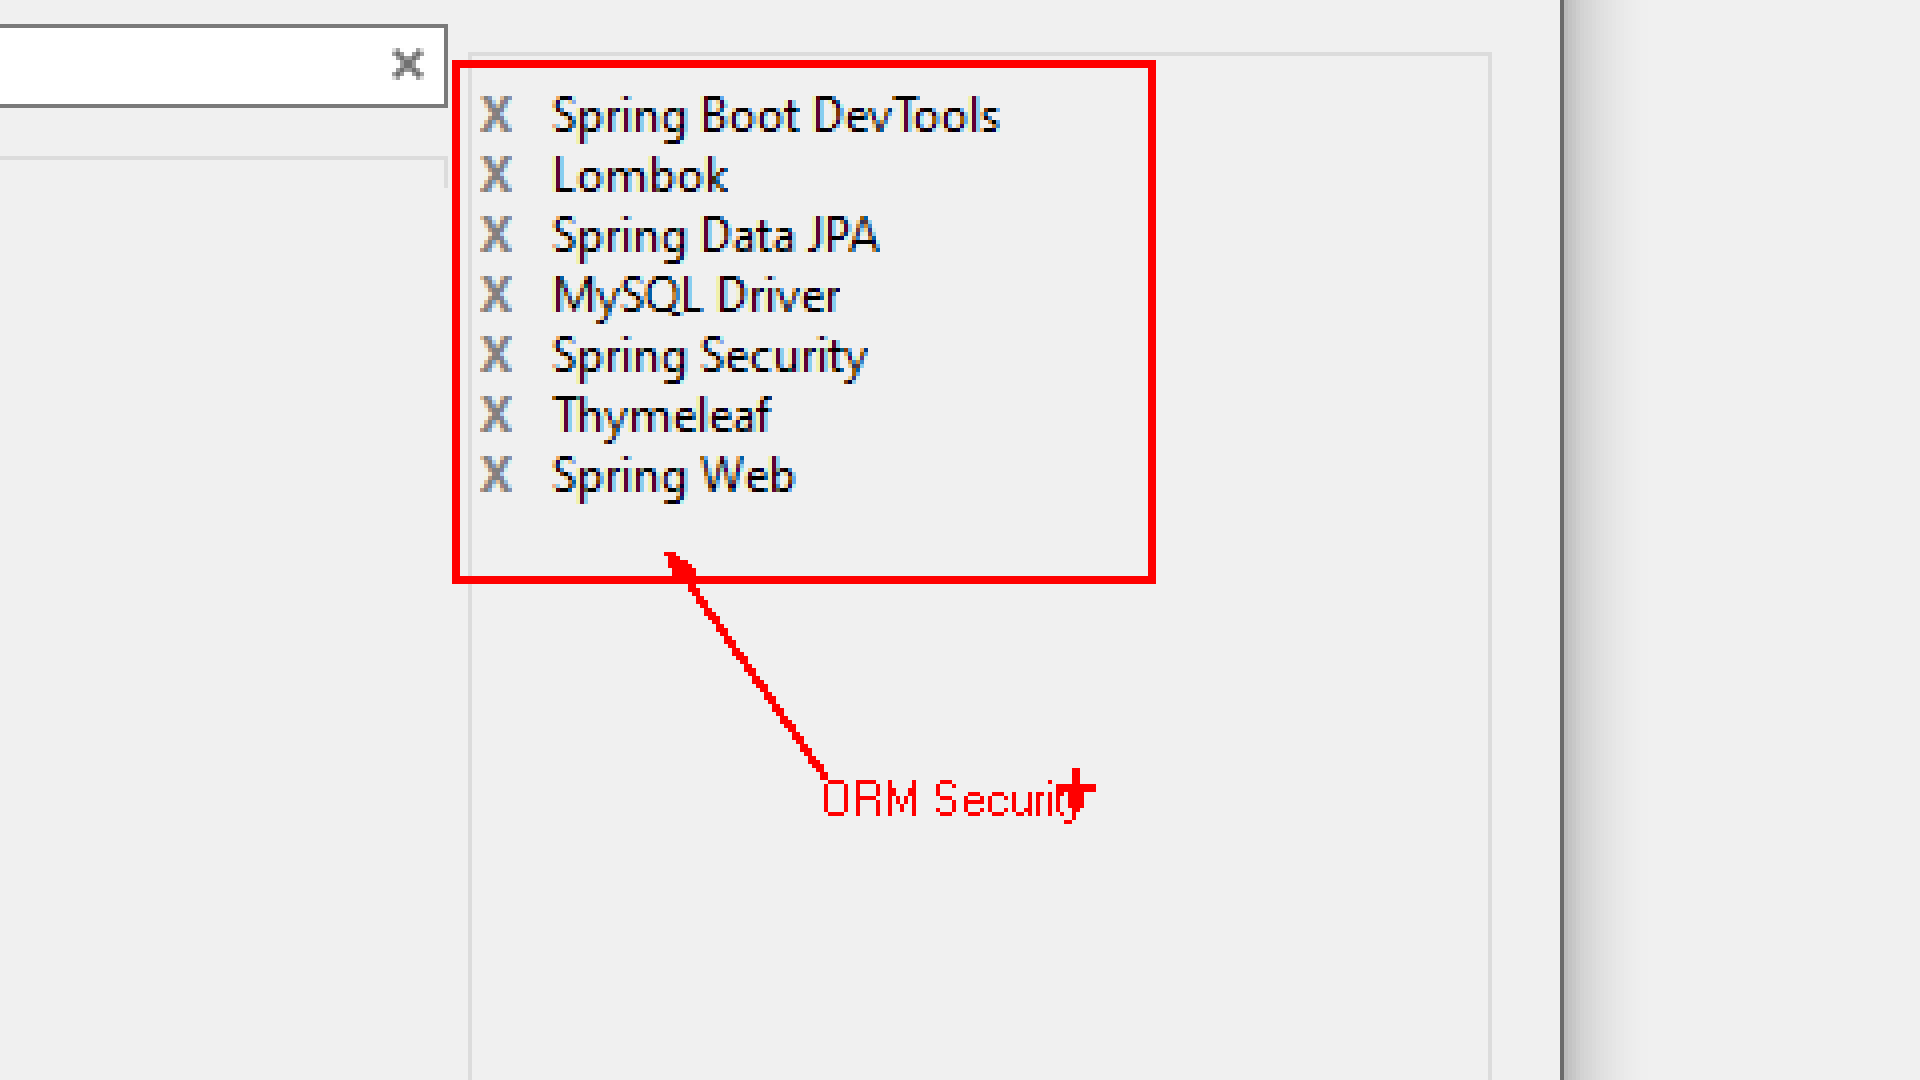 X Spring Boot DevTools
X Lombok
X Spring Data JPA
X MySQL Driver
X Spring Security
X Thymeleaf
X Spring Web
ORM Security